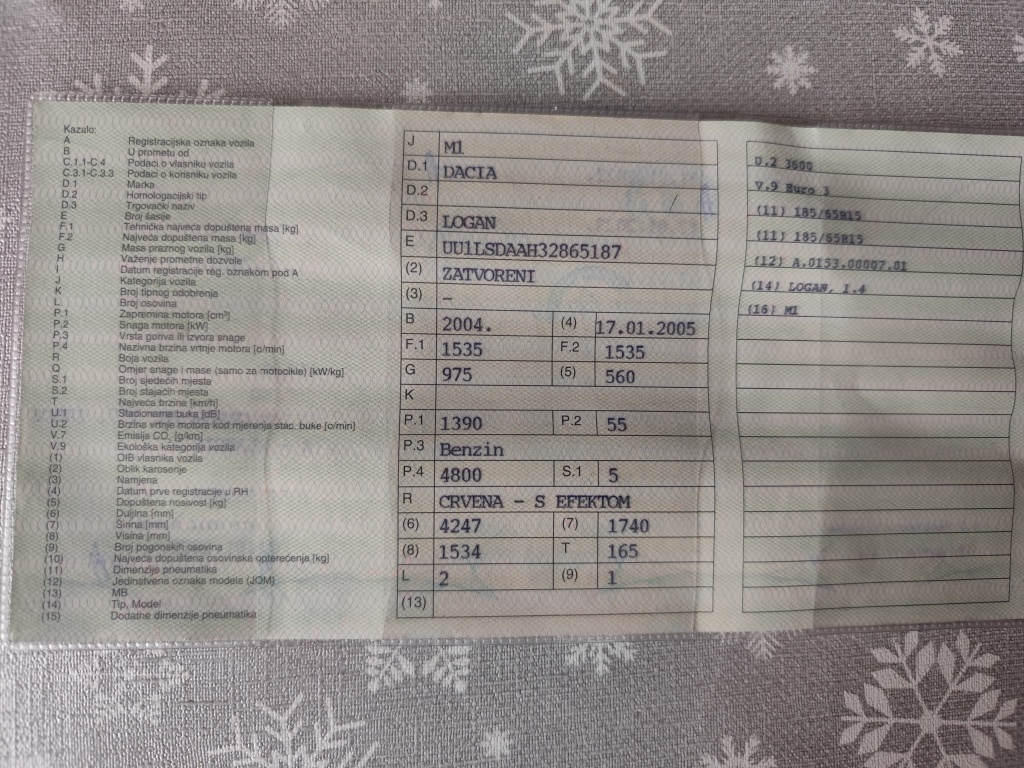 Kazalo:
A Registracijska oznaka vozila
B U prometu od
C.1.1-C.4 Podaci o vlasniku vozila
C.3.1-C.3.3 Podaci o korisniku vozila
D.1 Marka
D.2 Homologacijski tip
D.3 Trgovački naziv
E Broj šasije
F.1 Tehnička najveća dopuštena masa [kg]
F.2 Najveća dopuštena masa [kg]
G Masa praznog vozila [kg]
H Važenje prometne dozvole
I Datum registracije reg. oznakom pod A
J Kategorija vozila
K Broj tipnog odobrenja
L Broj osovina
P.1 Zapremina motora [cm³]
P.2 Snaga motora [kW]
P.3 Vrsta goriva ili izvora snage
P.4 Nazivna brzina vrtnje motora [o/min]
R Boja vozila
Q Omjer snage i mase (samo za motocikle) [kW/kg]
S.1 Broj sjedećih mjesta
S.2 Broj stajaćih mjesta
T Najveća brzina [km/h]
U.1 Stacionarna buka [dB]
U.2 Brzina vrtnje motora kod mjerenja stac. buke [o/min]
V.7 Emisija CO₂ [g/km]
V.9 Ekološka kategorija vozila
(1) OIB vlasnika vozila
(2) Oblik karoserije
(3) Namjena
(4) Datum prve registracije u RH
(5) Dopuštena nosivost [kg]
(6) Duljina [mm]
(7) Širina [mm]
(8) Visina [mm]
(9) Broj pogonskih osovina
(10) Najveća dopuštena osovinska opterećenja [kg]
(11) Dimenzije pneumatika
(12) Jedinstvena oznaka modela (JOM)
(13) MB
(14) Tip, Model
(15) Dodatne dimenzije pneumatika
J M1
D.1 DACIA
D.2 /
D.3 LOGAN
E UU1LSDAAH32865187
(2) ZATVORENI
(3) –
B 2004. (4) 17.01.2005
F.1 1535 F.2 1535
G 975 (5) 560
K
P.1 1390 P.2 55
P.3 Benzin
P.4 4800 S.1 5
R CRVENA - S EFEKTOM
(6) 4247 (7) 1740
(8) 1534 T 165
L 2 (9) 1
(13)
U.2 3600
V.9 Euro 3
(11) 185/65R15
(11) 185/65R15
(12) A.0153.00007.01
(14) LOGAN, 1.4
(16) M1